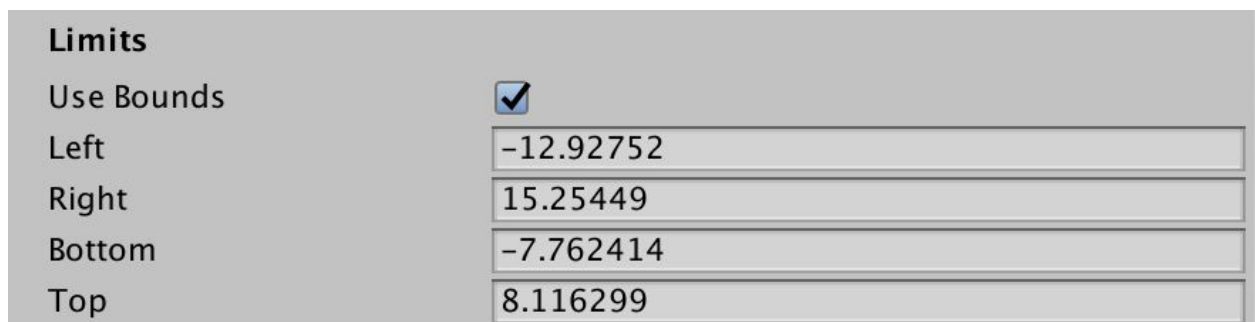 Limits
Use Bounds
Left -12.92752
Right 15.25449
Bottom -7.762414
Top 8.116299